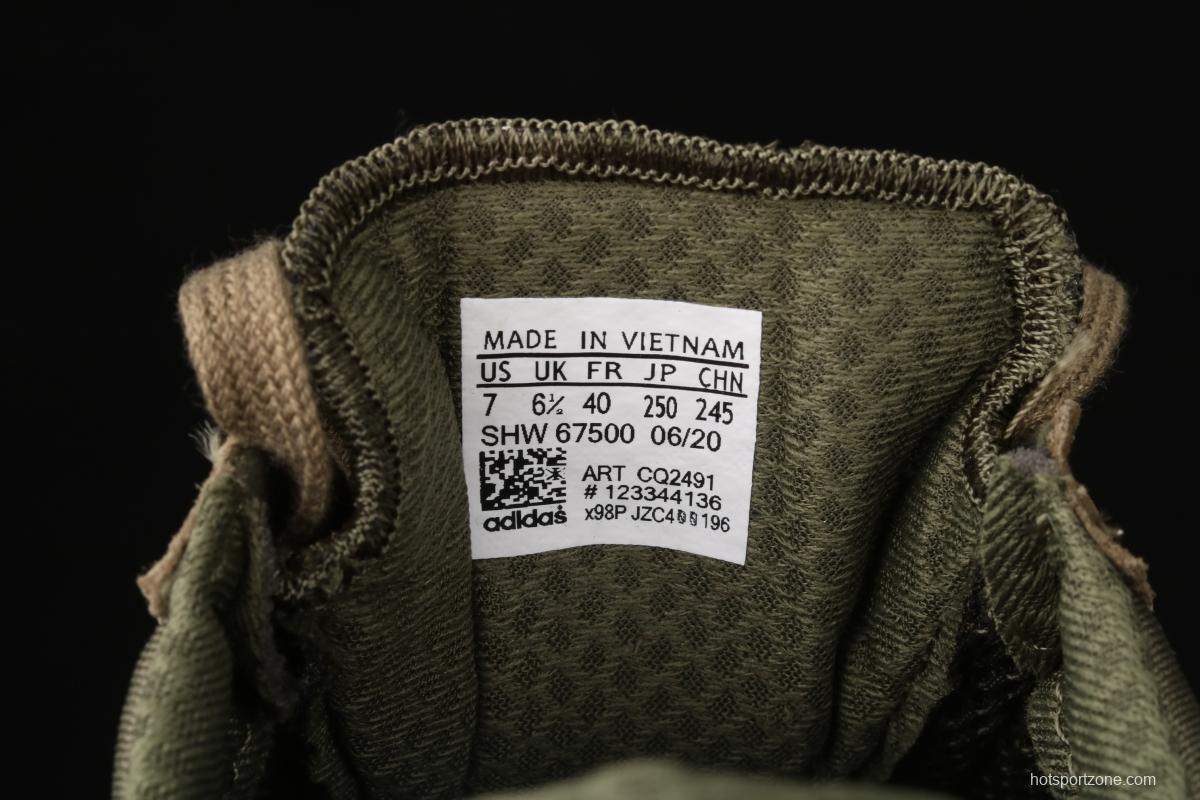 MADE IN VIETNAM
US UK FR JP CHN
7 6½ 40 250 245
SHW 67500 06/20
ART CQ2491
# 123344136
adidas x98P JZC400196
hotsportzone.com